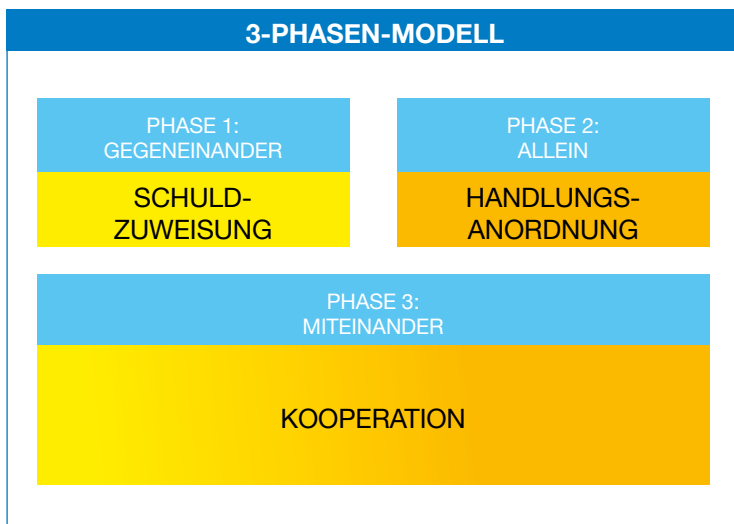 3-PHASEN-MODELL
PHASE 1:
GEGENEINANDER
SCHULD-
ZUWEISUNG
PHASE 2:
ALLEIN
HANDLUNGS-
ANORDNUNG
PHASE 3:
MITEINANDER
KOOPERATION